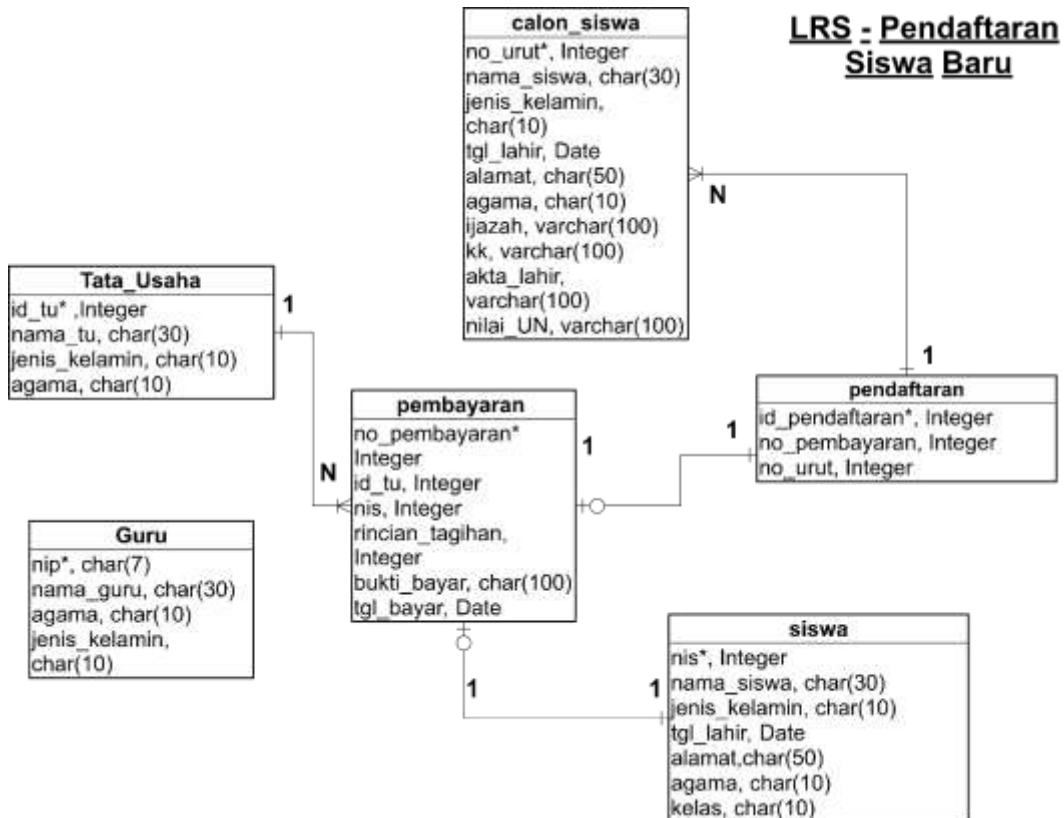 LRS - Pendaftaran
Siswa Baru
calon_siswa
no_urut*, Integer
nama_siswa, char(30)
jenis_kelamin,
char(10)
tgl_lahir, Date
alamat, char(50)
agama, char(10)
ijazah, varchar(100)
kk, varchar(100)
akta_lahir,
varchar(100)
nilai_UN, varchar(100)
N
1
Tata_Usaha
id_tu* ,Integer
nama_tu, char(30)
jenis_kelamin, char(10)
agama, char(10)
1
N
pembayaran
no_pembayaran*
Integer
id_tu, Integer
nis, Integer
rincian_tagihan,
Integer
bukti_bayar, char(100)
tgl_bayar, Date
1
1
pendaftaran
id_pendaftaran*, Integer
no_pembayaran, Integer
no_urut, Integer
Guru
nip*, char(7)
nama_guru, char(30)
agama, char(10)
jenis_kelamin,
char(10)
1
1
siswa
nis*, Integer
nama_siswa, char(30)
jenis_kelamin, char(10)
tgl_lahir, Date
alamat,char(50)
agama, char(10)
kelas, char(10)